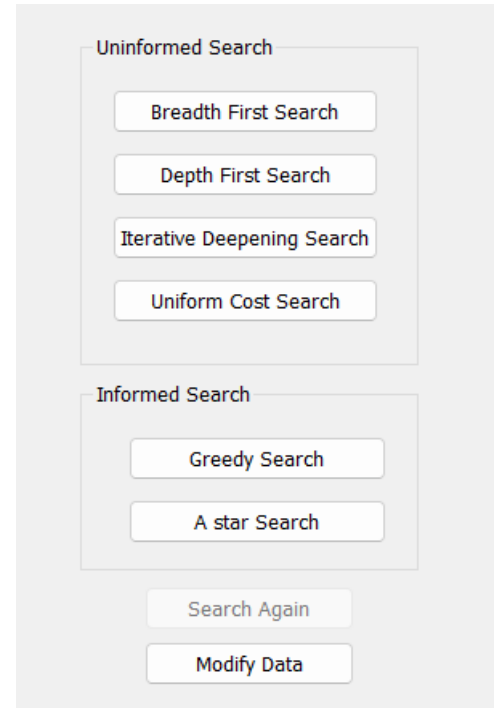 Uninformed Search
Breadth First Search
Depth First Search
Iterative Deepening Search
Uniform Cost Search
Informed Search
Greedy Search
A star Search
Search Again
Modify Data